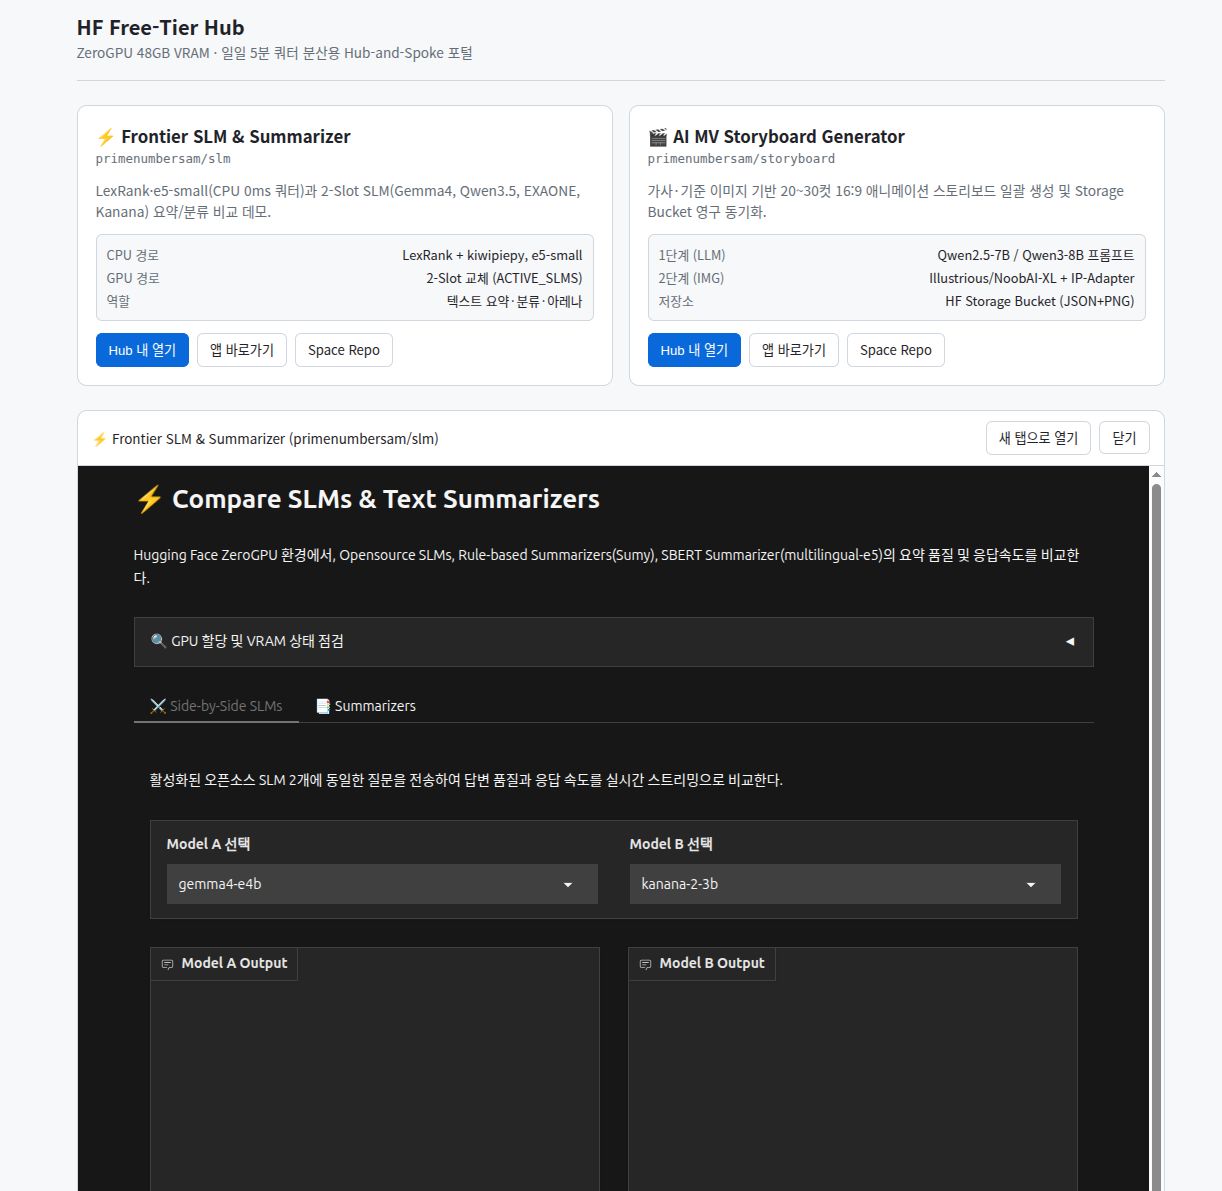 HF Free-Tier Hub
ZeroGPU 48GB VRAM · 일일 5분 쿼터 분산용 Hub-and-Spoke 포털
⚡ Frontier SLM & Summarizer
primenumbersam/slm
LexRank·e5-small(CPU 0ms 쿼터)과 2-Slot SLM(Gemma4, Qwen3.5, EXAONE,
Kanana) 요약/분류 비교 데모.
CPU 경로 LexRank + kiwipiepy, e5-small
GPU 경로 2-Slot 교체 (ACTIVE_SLMS)
역할 텍스트 요약·분류·아레나
Hub 내 열기 앱 바로가기 Space Repo
🎬 AI MV Storyboard Generator
primenumbersam/storyboard
가사·기준 이미지 기반 20~30컷 16:9 애니메이션 스토리보드 일괄 생성 및 Storage
Bucket 영구 동기화.
1단계 (LLM) Qwen2.5-7B / Qwen3-8B 프롬프트
2단계 (IMG) Illustrious/NoobAI-XL + IP-Adapter
저장소 HF Storage Bucket (JSON+PNG)
Hub 내 열기 앱 바로가기 Space Repo
⚡ Frontier SLM & Summarizer (primenumbersam/slm) 새 탭으로 열기 닫기
⚡ Compare SLMs & Text Summarizers
Hugging Face ZeroGPU 환경에서, Opensource SLMs, Rule-based Summarizers(Sumy), SBERT Summarizer(multilingual-e5)의 요약 품질 및 응답속도를 비교한
다.
🔍 GPU 할당 및 VRAM 상태 점검
⚔️ Side-by-Side SLMs 📑 Summarizers
활성화된 오픈소스 SLM 2개에 동일한 질문을 전송하여 답변 품질과 응답 속도를 실시간 스트리밍으로 비교한다.
Model A 선택 Model B 선택
gemma4-e4b kanana-2-3b
Model A Output Model B Output